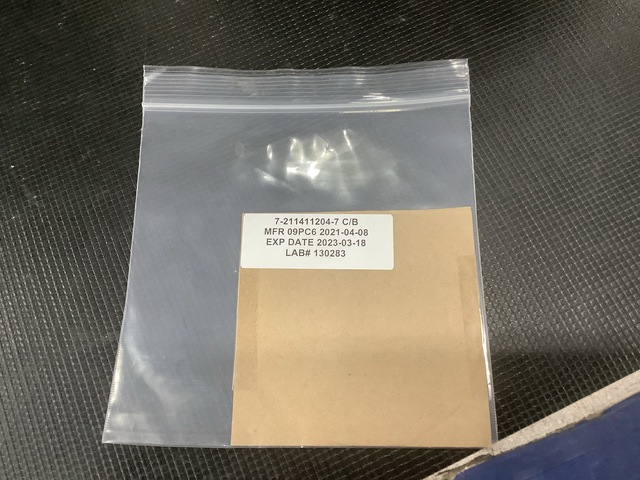 7-211411204-7 C/B
MFR 09PC6 2021-04-08
EXP DATE 2023-03-18
LAB# 130283